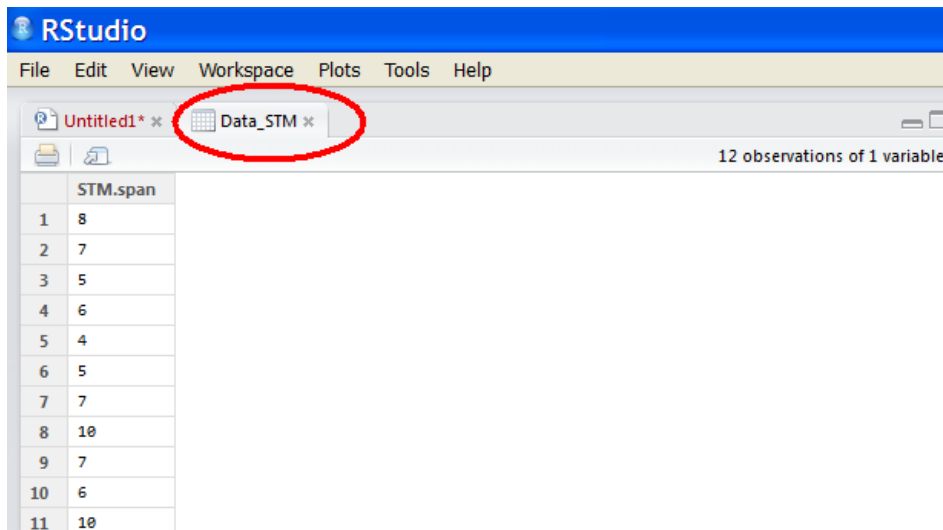 RStudio
File Edit View Workspace Plots Tools Help
Untitled1* Data_STM
12 observations of 1 variable
STM.span
1 8
2 7
3 5
4 6
5 4
6 5
7 7
8 10
9 7
10 6
11 10